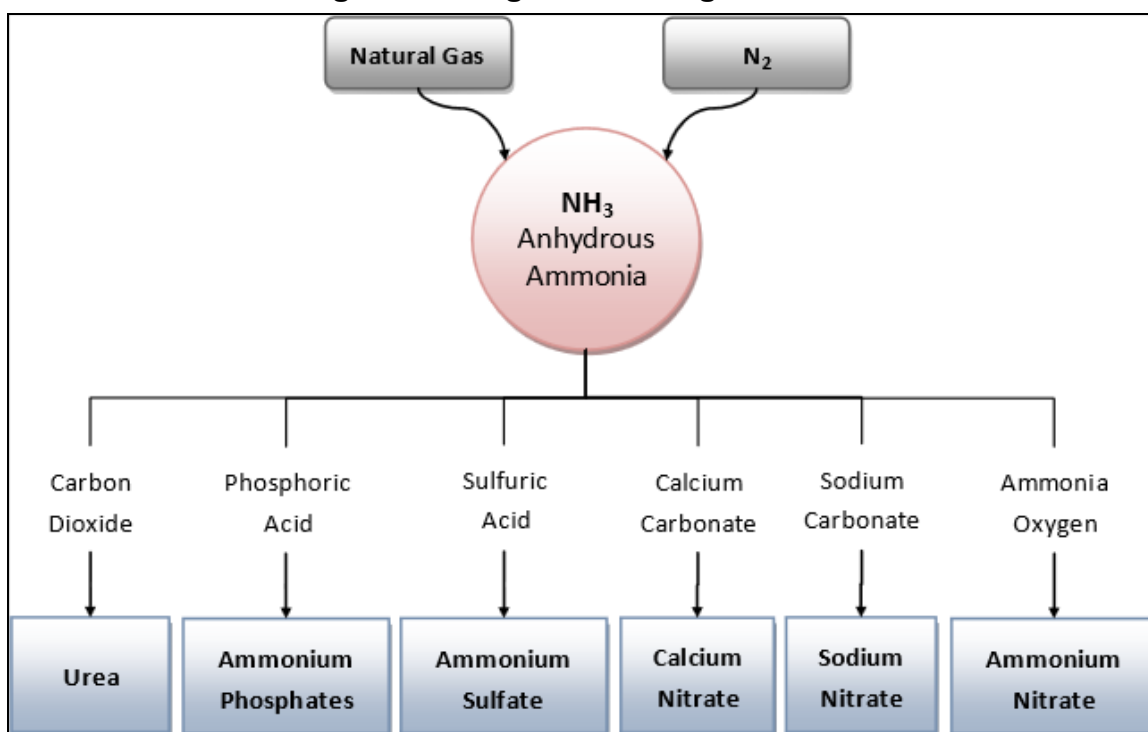 Natural Gas
N₂
NH₃
Anhydrous
Ammonia
Carbon
Dioxide
Phosphoric
Acid
Sulfuric
Acid
Calcium
Carbonate
Sodium
Carbonate
Ammonia
Oxygen
Urea
Ammonium
Phosphates
Ammonium
Sulfate
Calcium
Nitrate
Sodium
Nitrate
Ammonium
Nitrate